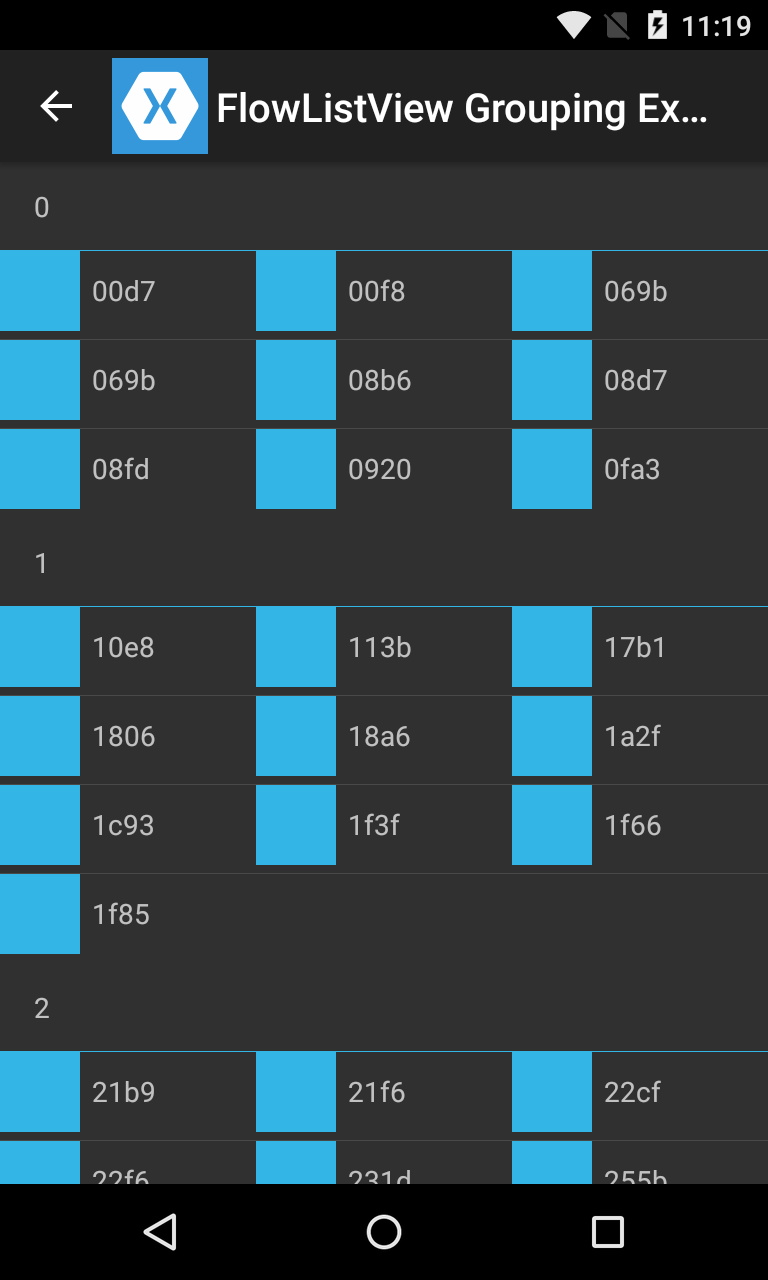 11:19
FlowListView Grouping Ex...
0
00d7 00f8 069b
069b 08b6 08d7
08fd 0920 0fa3
1
10e8 113b 17b1
1806 18a6 1a2f
1c93 1f3f 1f66
1f85
2
21b9 21f6 22cf
22f6 231d 255b